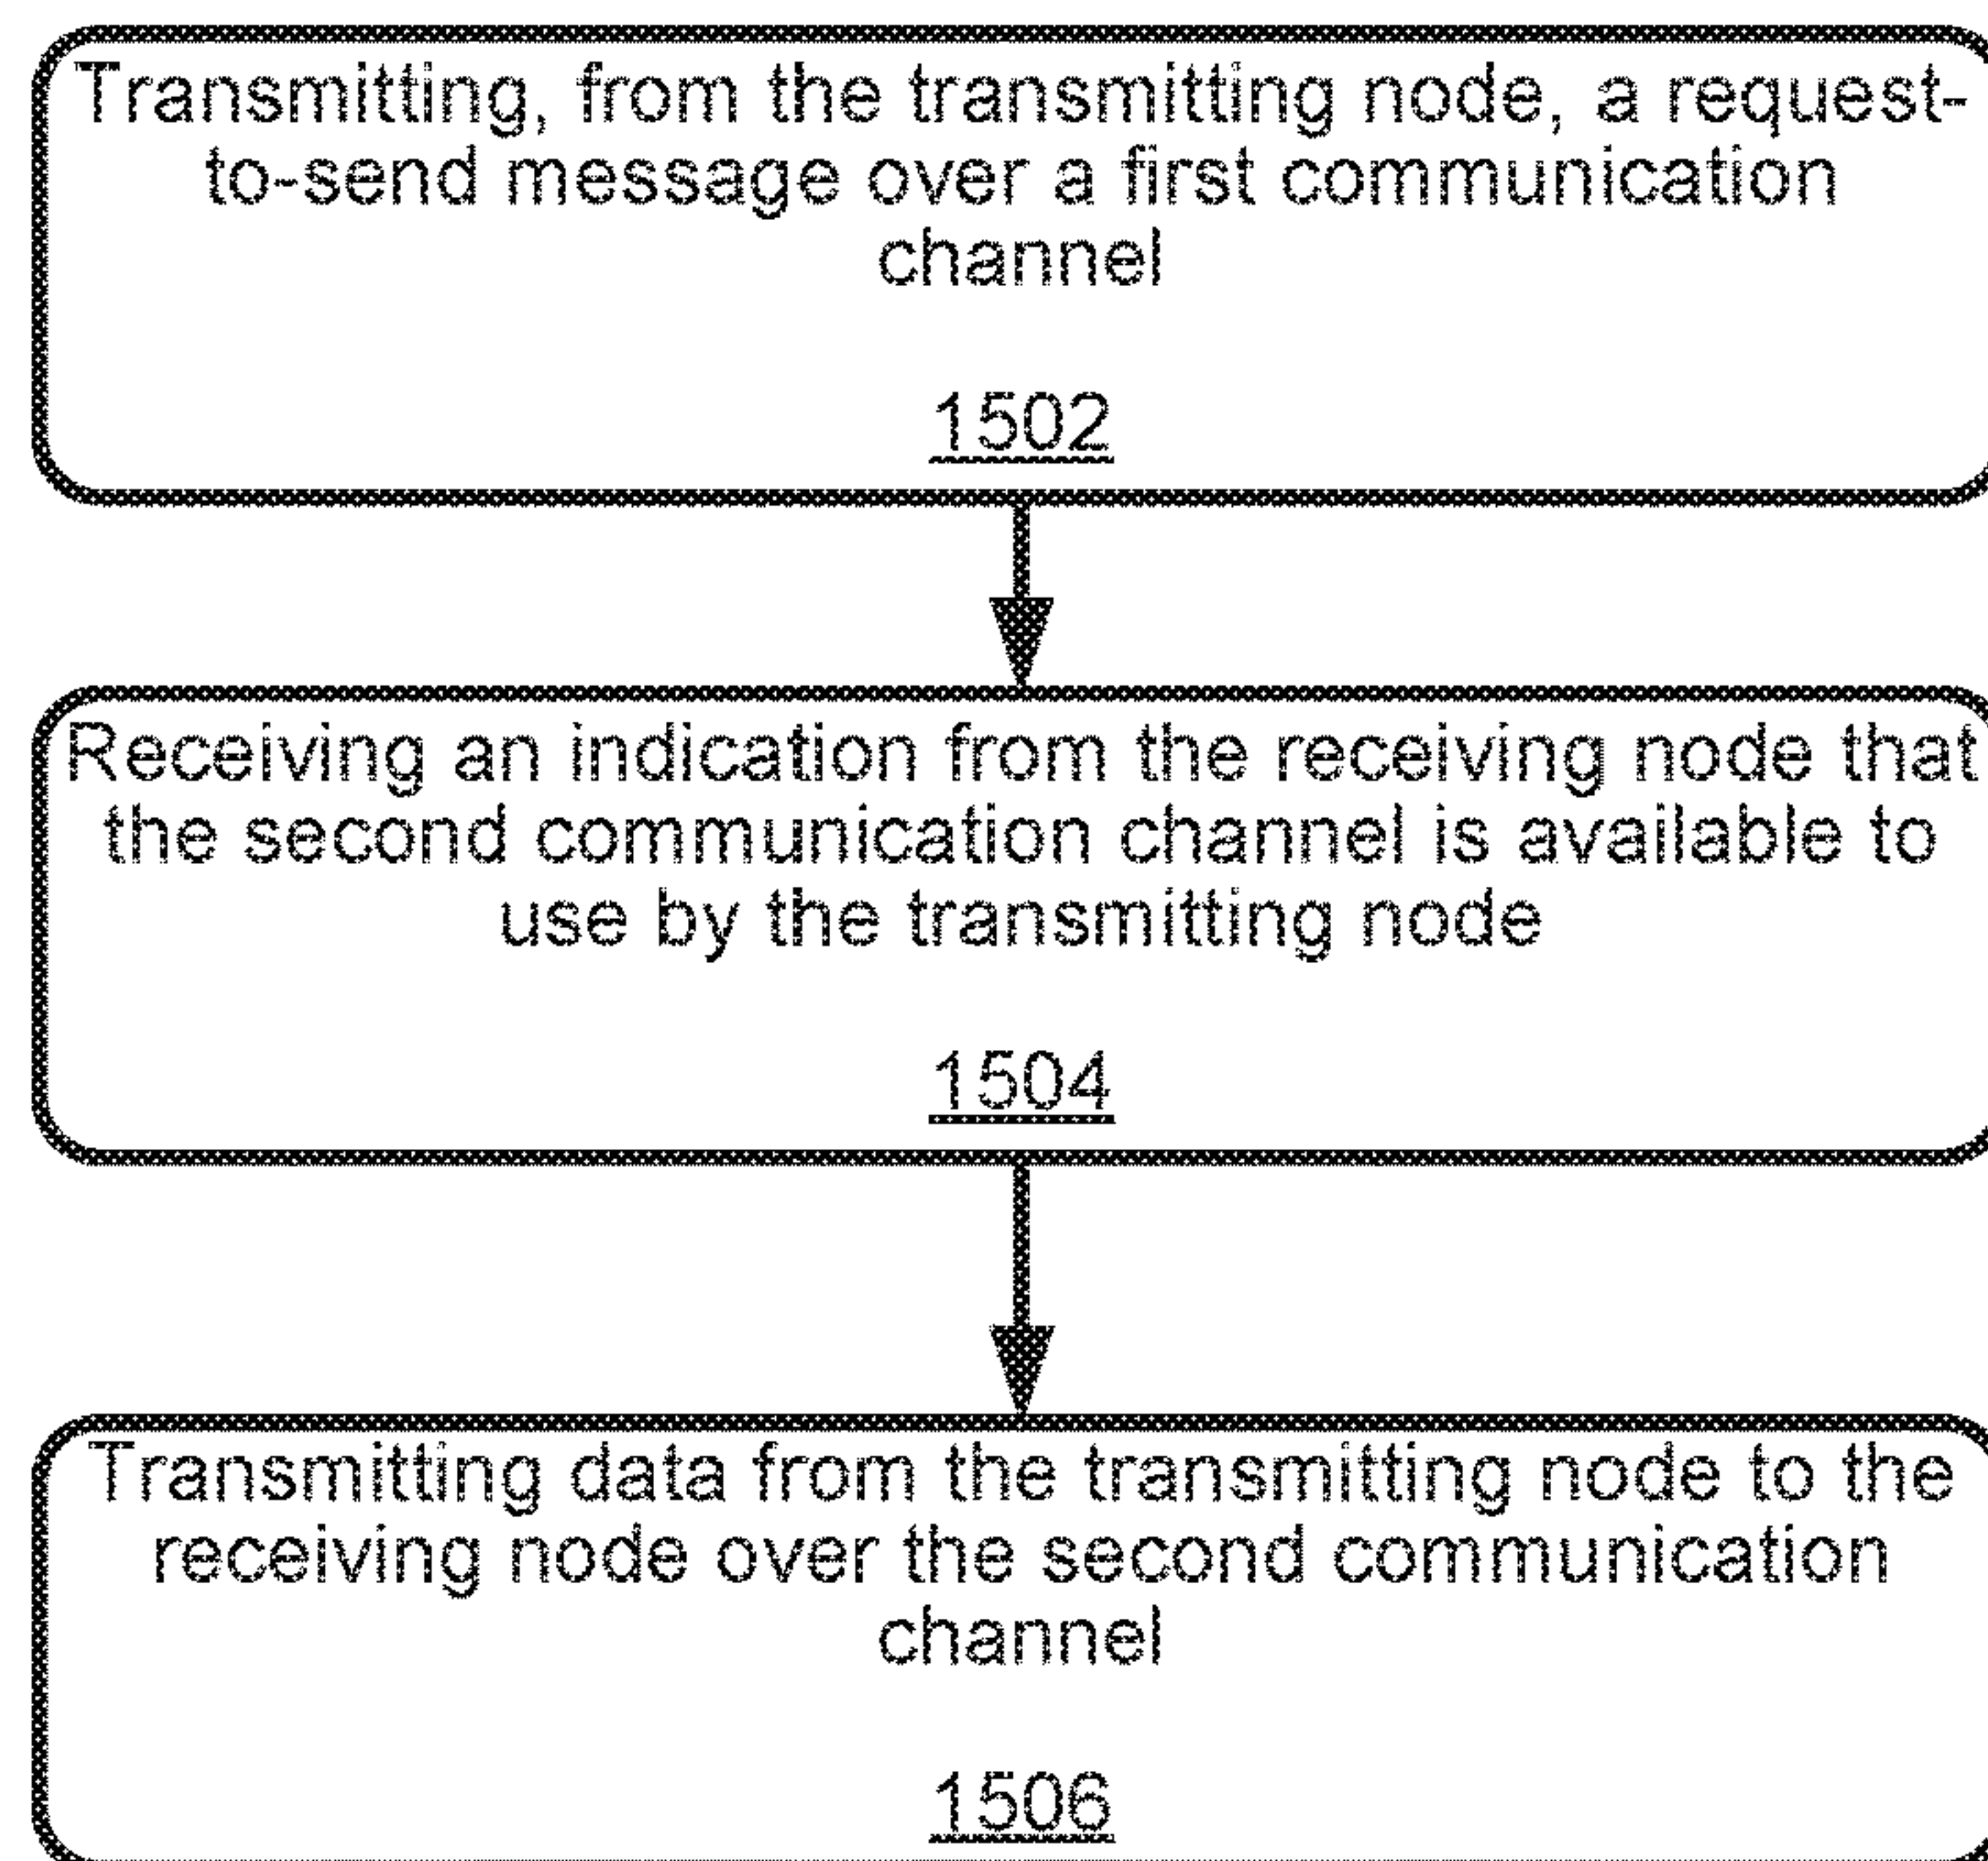 Transmitting, from the transmitting node, a request-
to-send message over a first communication
channel
1502
Receiving an indication from the receiving node that
the second communication channel is available to
use by the transmitting node
1504
Transmitting data from the transmitting node to the
receiving node over the second communication
channel
1506